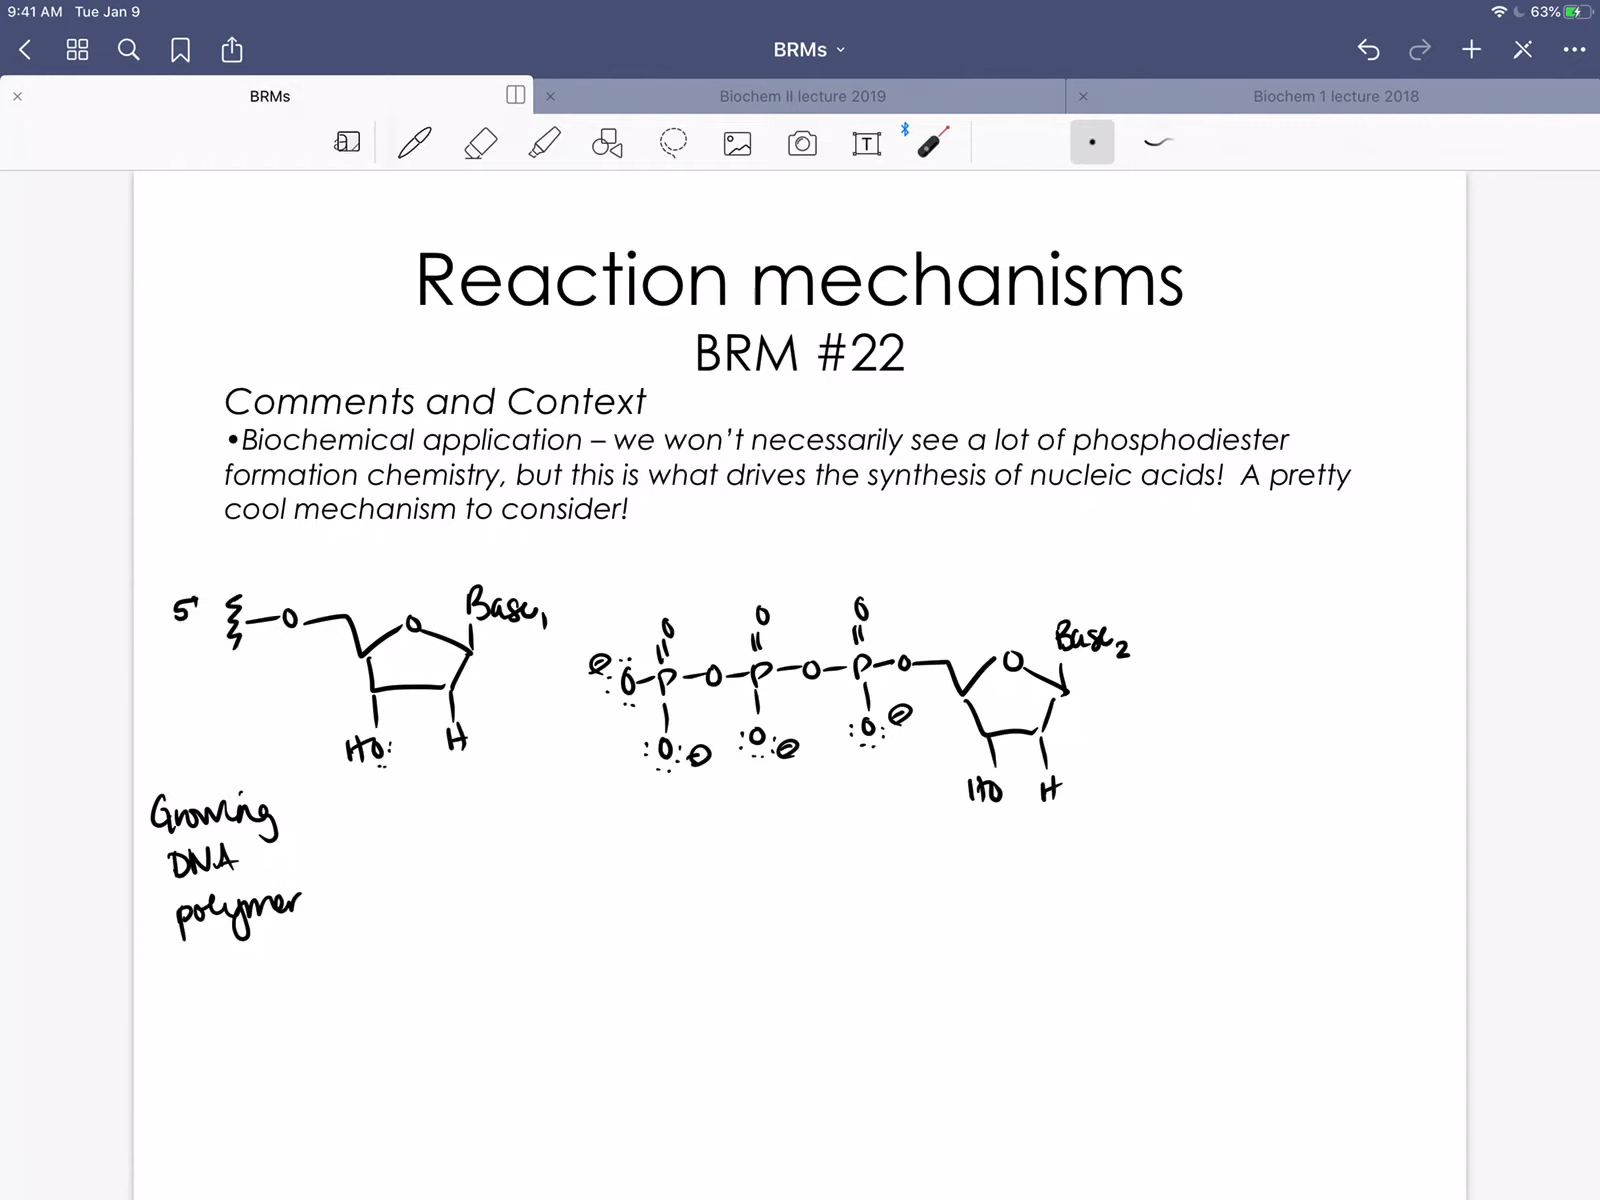 9:41 AM Tue Jan 9
63%
BRMs
BRMs
Biochem II lecture 2019
Biochem 1 lecture 2018
Reaction mechanisms
BRM #22
Comments and Context
•Biochemical application – we won't necessarily see a lot of phosphodiester
formation chemistry, but this is what drives the synthesis of nucleic acids! A pretty
cool mechanism to consider!
5' O O Base1
HO H
O O O
O P O P O P O O Base2
O O O
HO H
Growing
DNA
polymer